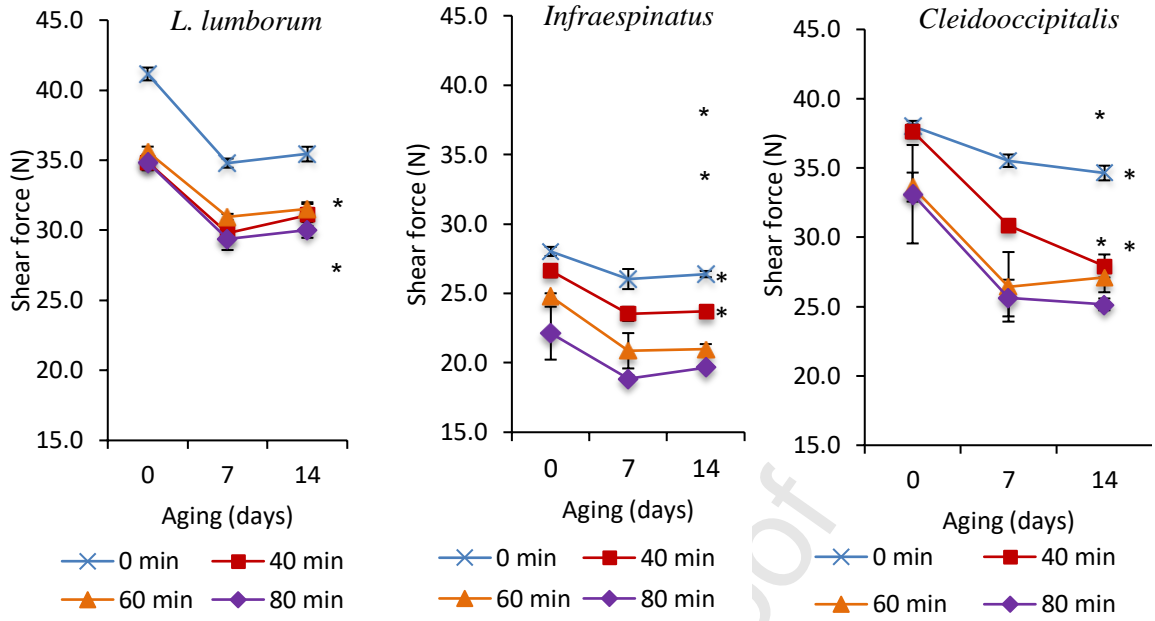 L. lumborum
45.0
40.0
35.0
30.0
25.0
20.0
15.0
Shear force (N)
*
*
0 7 14
Aging (days)
0 min 40 min
60 min 80 min
Infraespinatus
45.0
40.0
35.0
30.0
25.0
20.0
15.0
Shear force (N)
*
*
*
*
0 7 14
Aging (days)
0 min 40 min
60 min 80 min
Cleidooccipitalis
45.0
40.0
35.0
30.0
25.0
20.0
15.0
Shear force (N)
*
*
* *
0 7 14
Aging (days)
0 min 40 min
60 min 80 min